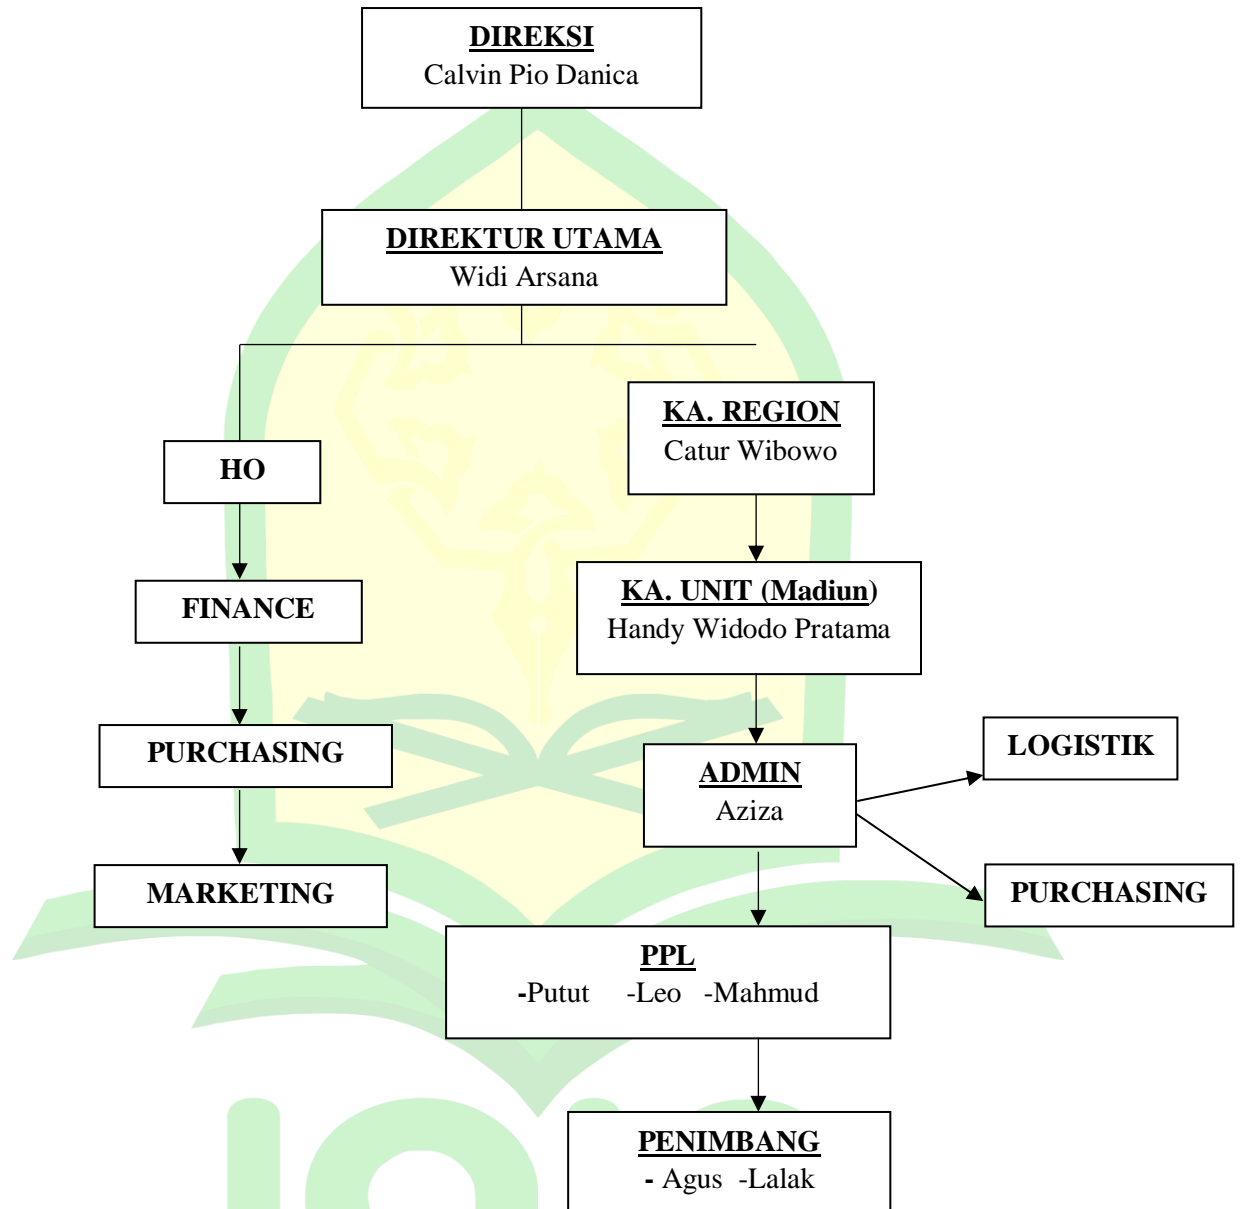 DIREKSI
Calvin Pio Danica
DIREKTUR UTAMA
Widi Arsana
KA. REGION
Catur Wibowo
HO
KA. UNIT (Madiun)
Handy Widodo Pratama
FINANCE
PURCHASING
ADMIN
Aziza
LOGISTIK
MARKETING
PURCHASING
PPL
-Putut -Leo -Mahmud
PENIMBANG
- Agus -Lalak